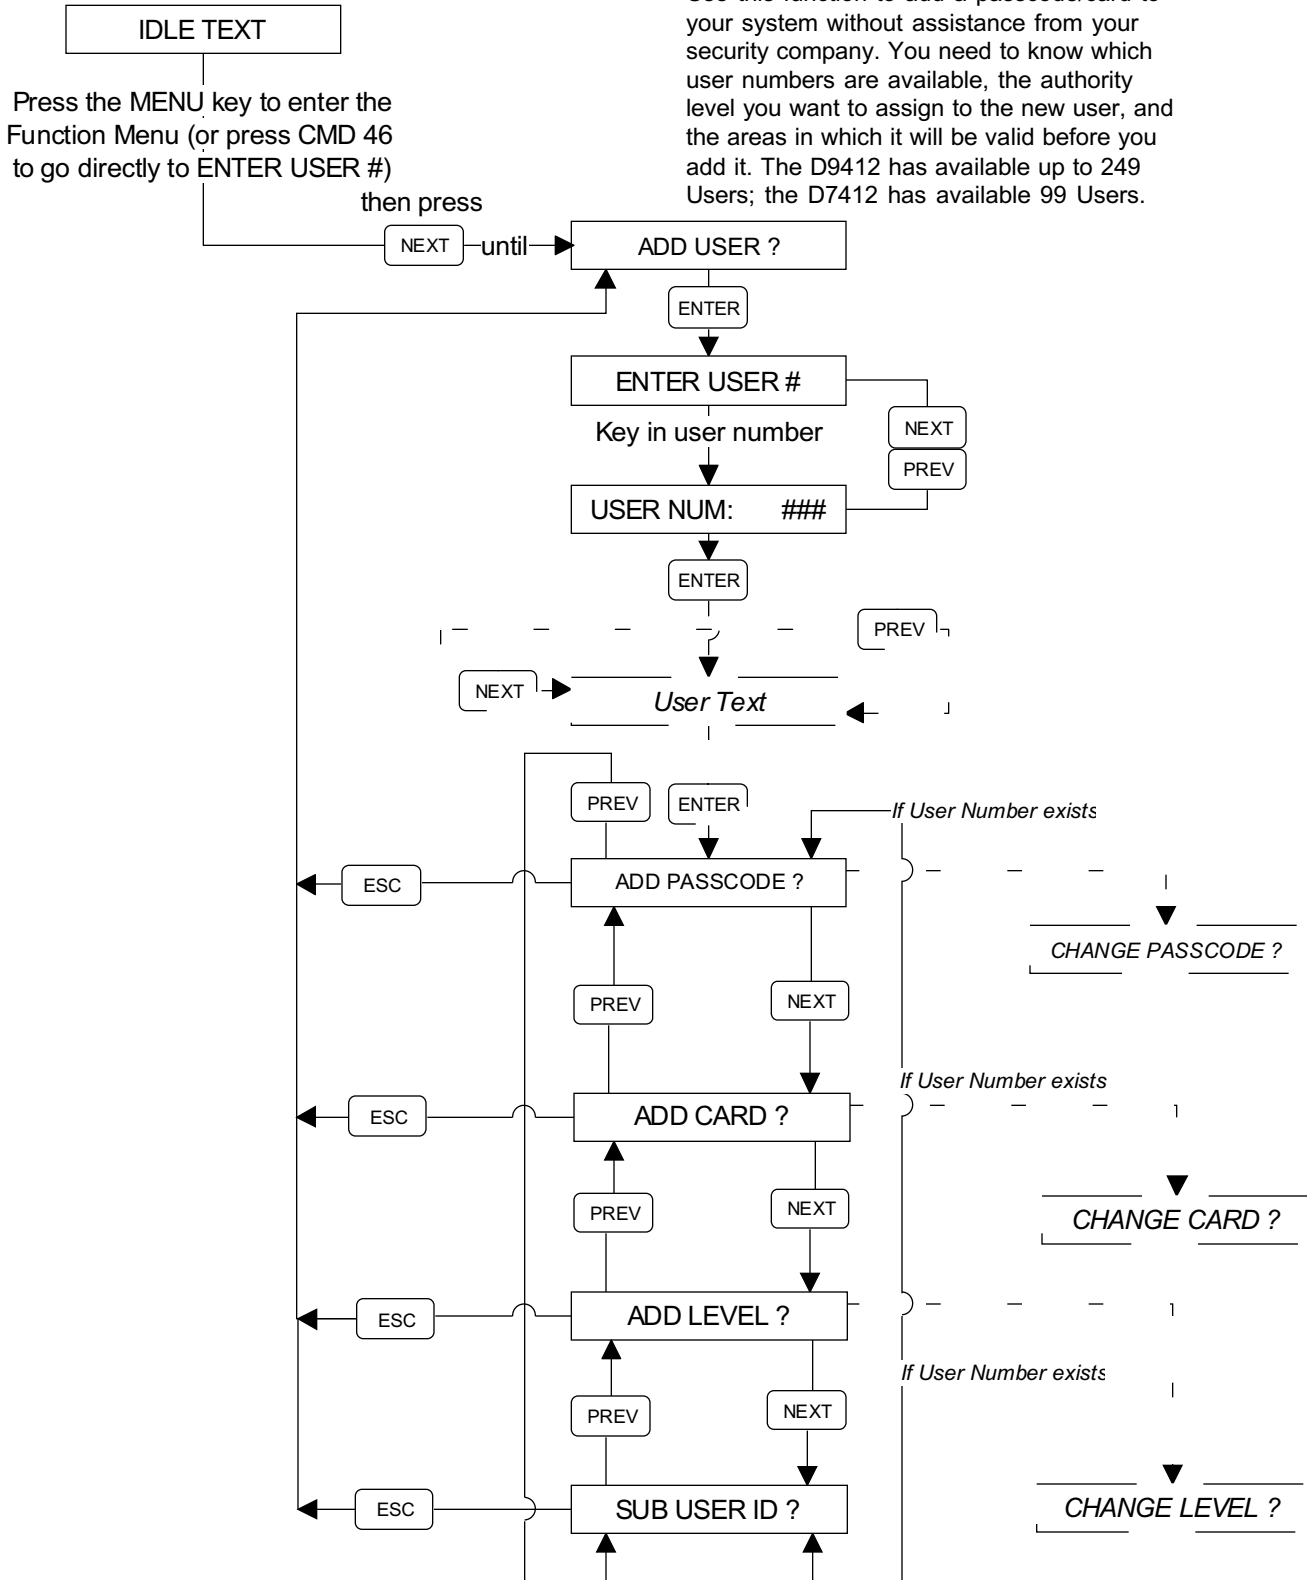 your system without assistance from your
security company. You need to know which
user numbers are available, the authority
level you want to assign to the new user, and
the areas in which it will be valid before you
add it. The D9412 has available up to 249
Users; the D7412 has available 99 Users.
IDLE TEXT
Press the MENU key to enter the
Function Menu (or press CMD 46
to go directly to ENTER USER #)
then press
NEXT
until
ADD USER ?
ENTER
ENTER USER #
Key in user number
NEXT
PREV
USER NUM: ###
ENTER
PREV
NEXT
User Text
PREV
ENTER
If User Number exists
ESC
ADD PASSCODE ?
CHANGE PASSCODE ?
PREV
NEXT
If User Number exists
ESC
ADD CARD ?
PREV
NEXT
CHANGE CARD ?
ESC
ADD LEVEL ?
If User Number exists
PREV
NEXT
ESC
SUB USER ID ?
CHANGE LEVEL ?